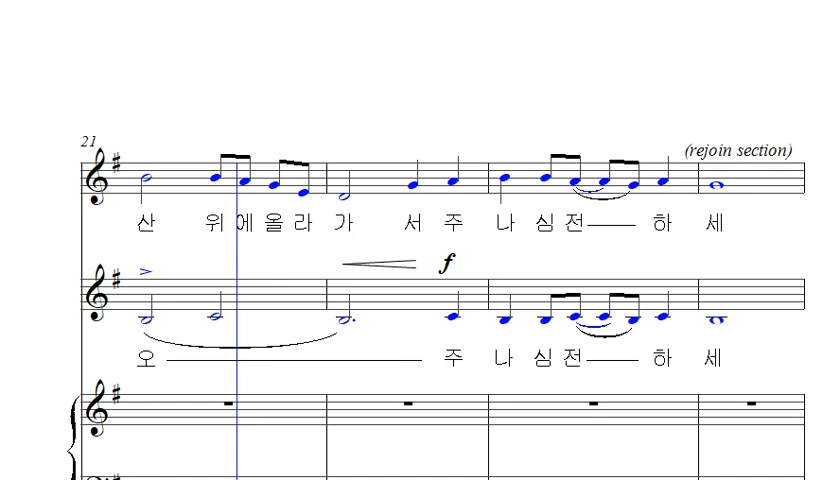 21
(rejoin section)
산 위 에 올 라 가 서 주 나 심 전 하 세
f
오 주 나 심 전 하 세